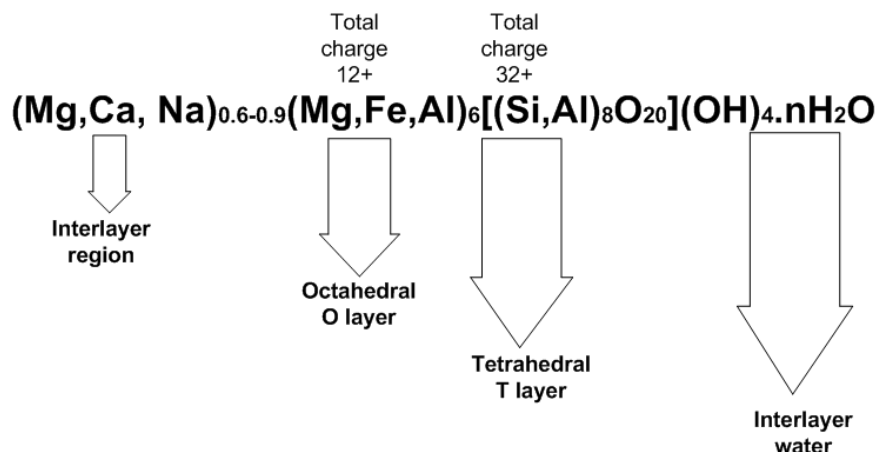 Total
charge
12+
Total
charge
32+
(Mg,Ca, Na)0.6-0.9(Mg,Fe,Al)6[(Si,Al)8O20](OH)4.nH2O
Interlayer
region
Octahedral
O layer
Tetrahedral
T layer
Interlayer
water